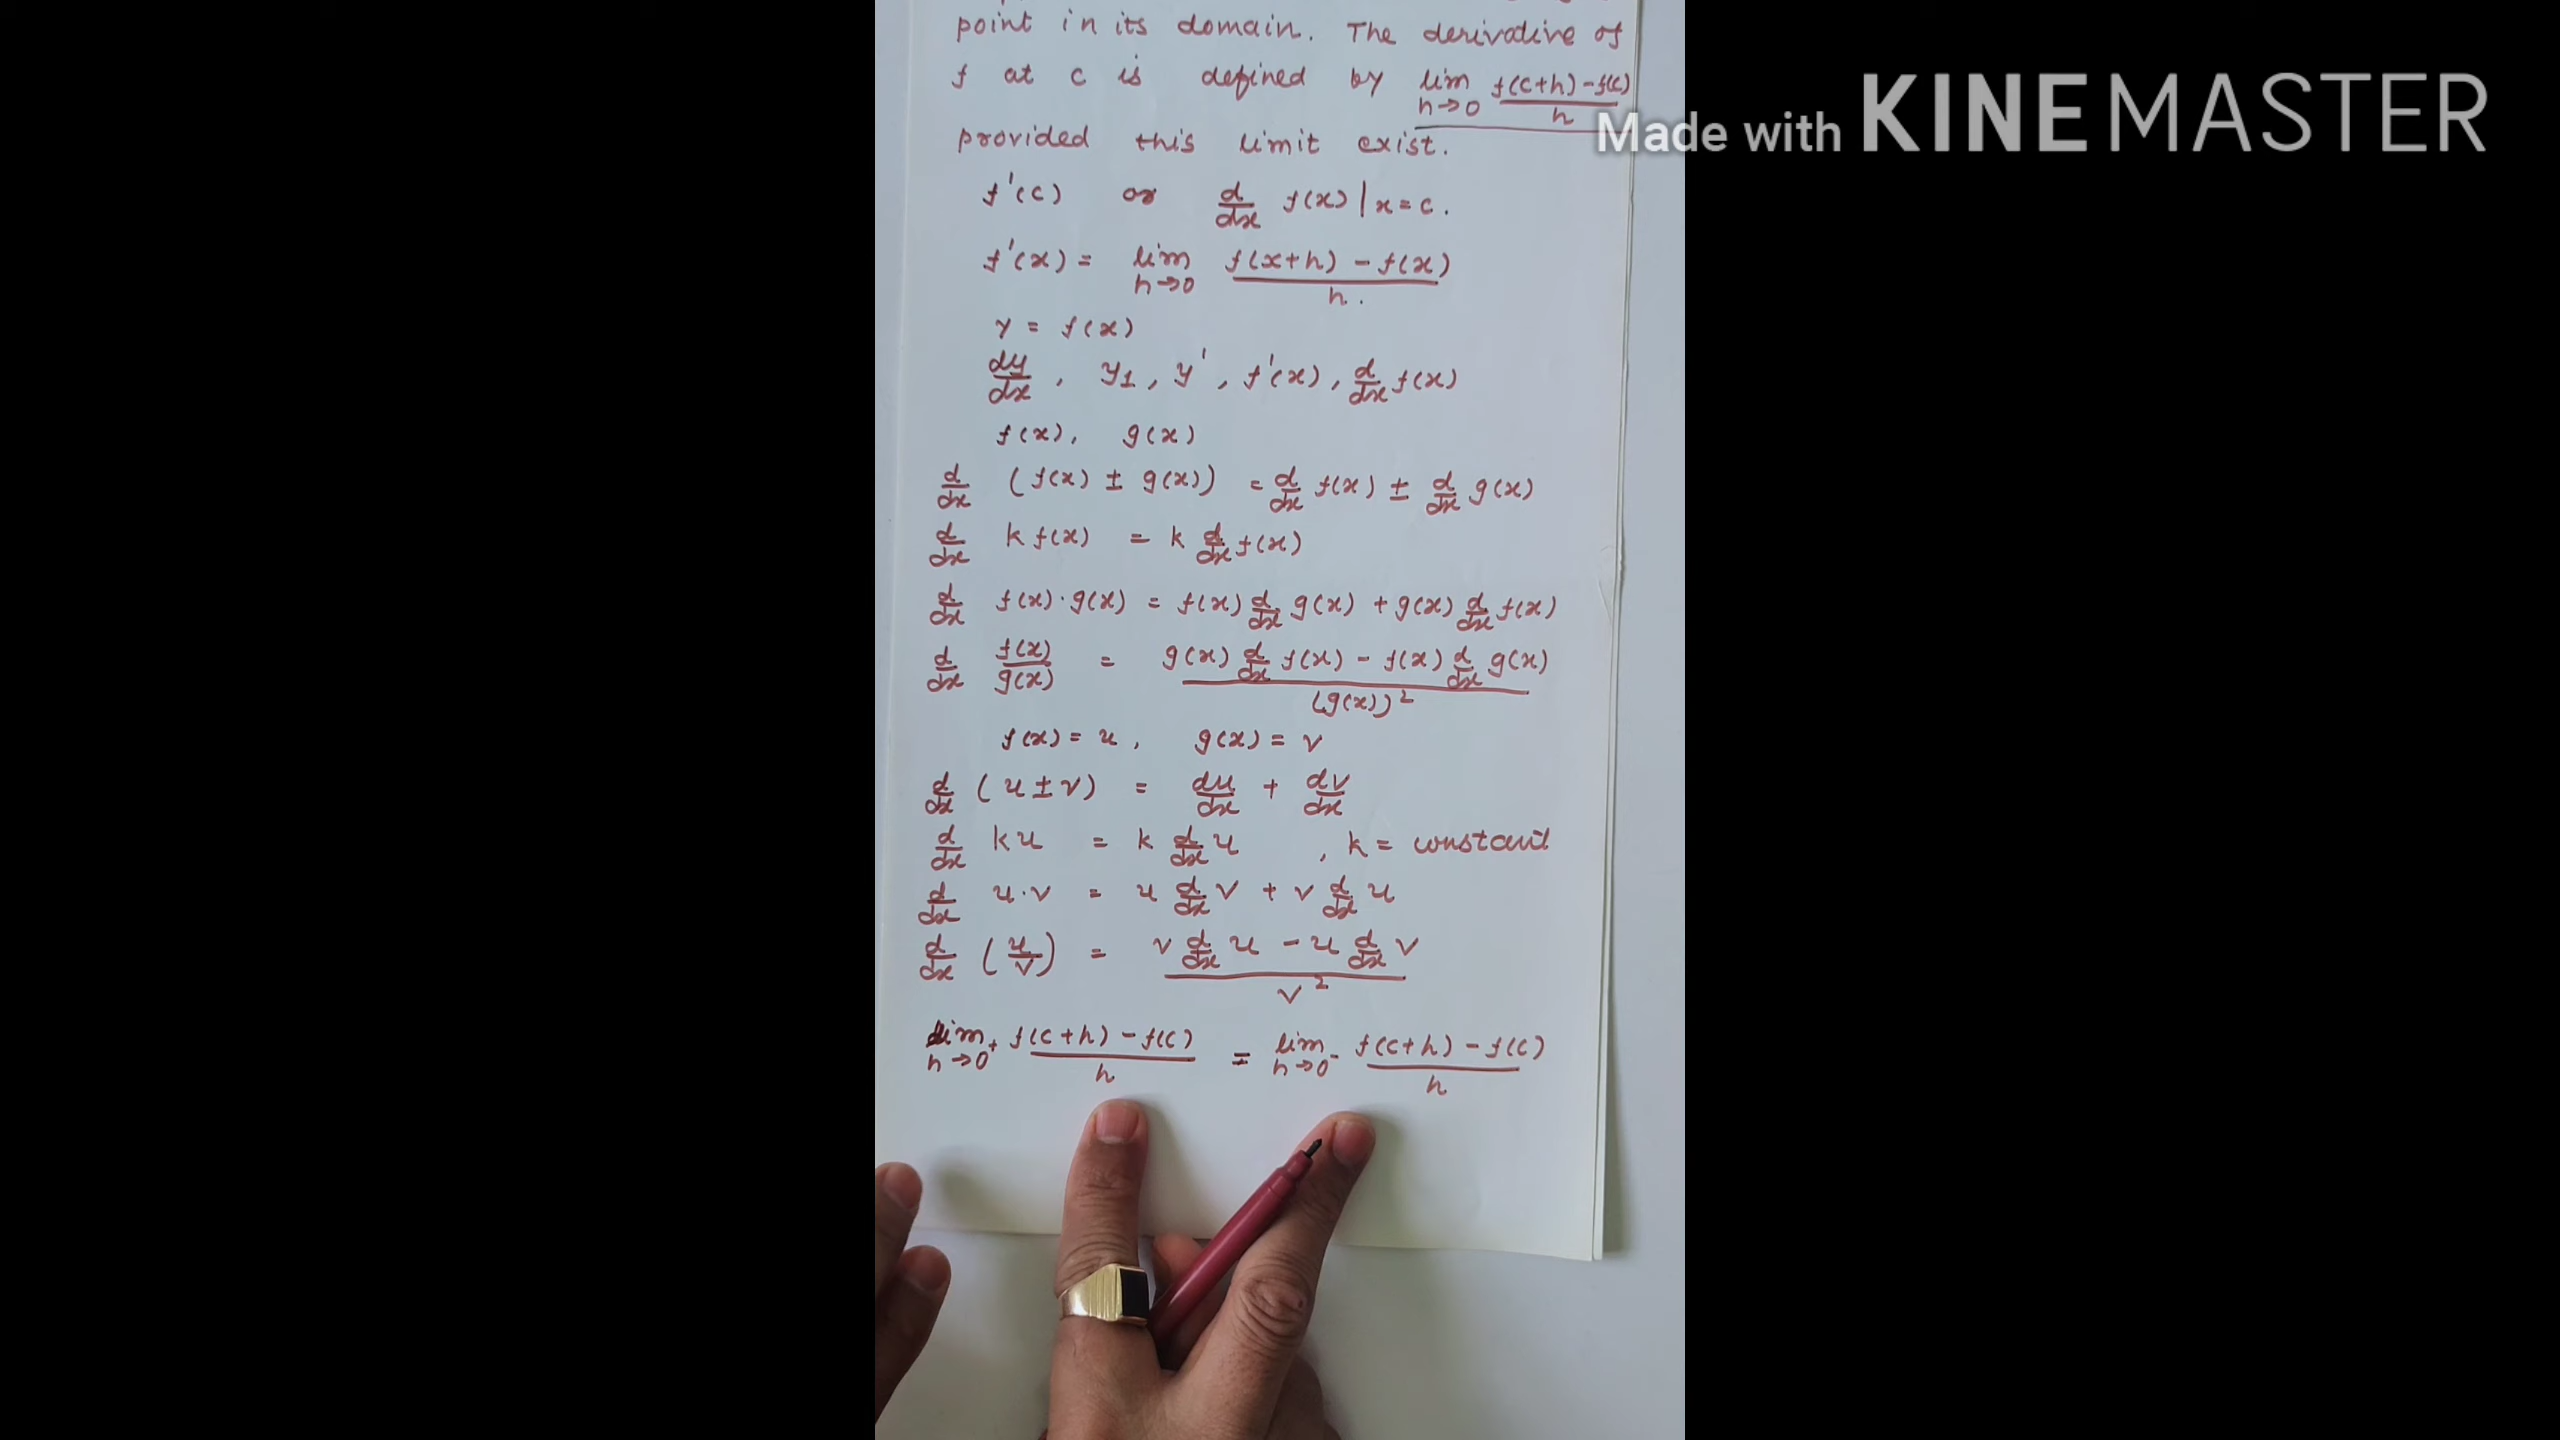 point in its domain. The derivative of
f at c is defined by lim h→0 f(c+h) - f(c) / h
Made with KINEMASTER
provided this limit exist.
f'(c) or d/dx f(x) | x = c.
f'(x) = lim h→0 f(x+h) - f(x) / h.
y = f(x)
dy/dx , y1 , y' , f'(x) , d/dx f(x)
f(x), g(x)
d/dx (f(x) ± g(x)) = d/dx f(x) ± d/dx g(x)
d/dx k f(x) = k d/dx f(x)
d/dx f(x)·g(x) = f(x) d/dx g(x) + g(x) d/dx f(x)
d/dx f(x)/g(x) = g(x) d/dx f(x) - f(x) d/dx g(x) / (g(x))²
f(x) = u, g(x) = v
d/dx (u ± v) = du/dx + dv/dx
d/dx ku = k d/dx u , k = constant
d/dx u·v = u d/dx v + v d/dx u
d/dx (u/v) = v d/dx u - u d/dx v / v²
lim h→0⁺ f(c+h) - f(c) / h = lim h→0⁻ f(c+h) - f(c) / h